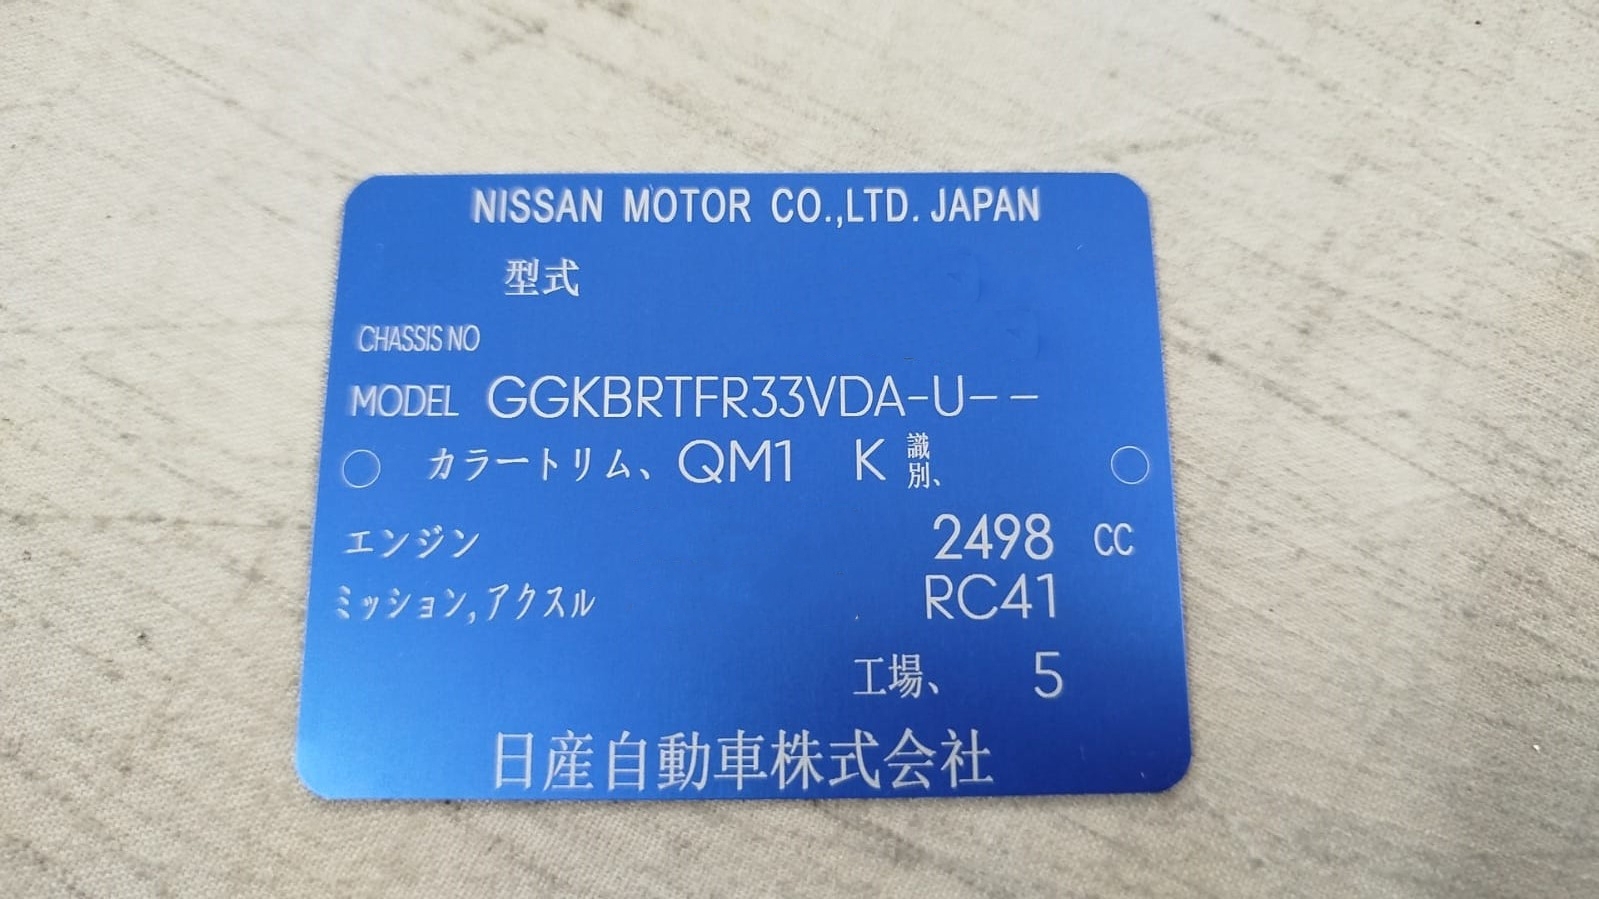 NISSAN MOTOR CO.,LTD. JAPAN
型式
CHASSIS NO
MODEL GGKBRTFR33VDA-U--
カラートリム、QM1 K 識別、
エンジン 2498 CC
ミッション,アクスル RC41
工場、 5
日産自動車株式会社